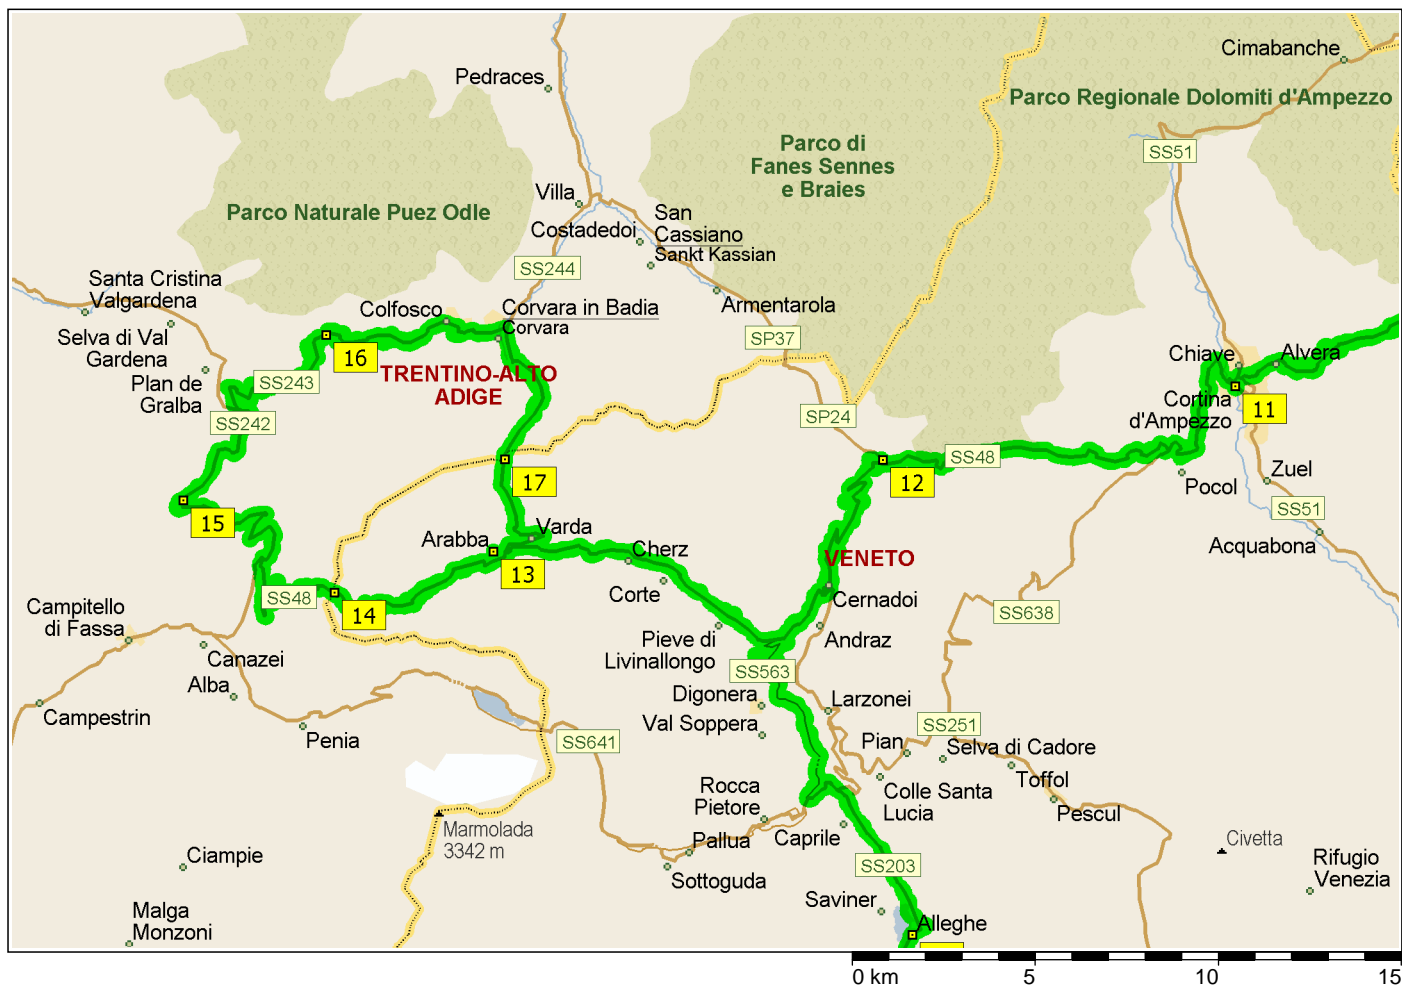 Cimabanche
Pedraces
Parco Regionale Dolomiti d'Ampezzo
SS51
Parco di
Fanes Sennes
e Braies
Villa
Parco Naturale Puez Odle
San
Cassiano
Sankt Kassian
Costadedoi
SS244
Santa Cristina
Valgardena
Armentarola
Colfosco
Corvara in Badia
Corvara
Selva di Val
Gardena
SP37
Chiave
Alvera
16
TRENTINO-ALTO
ADIGE
SS243
Plan de
Gralba
SS242
SP24
Cortina
d'Ampezzo
11
SS48
12
17
Zuel
Pocol
SS51
15
Varda
Arabba
Cherz
Acquabona
VENETO
13
Corte
SS48
14
Cernadoi
SS638
Campitello
di Fassa
Pieve di
Livinallongo
Andraz
Canazei
SS563
Alba
Digonera
Larzonei
Campestrin
Val Soppera
SS251
Penia
SS641
Pian
Selva di Cadore
Toffol
Rocca
Pietore
Colle Santa
Lucia
Pescul
Marmolada
3342 m
Pallua
Caprile
Civetta
Ciampie
SS203
Rifugio
Venezia
Sottoguda
Saviner
Malga
Monzoni
Alleghe
0 km
5
10
15